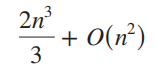 2n³/3 + O(n²)